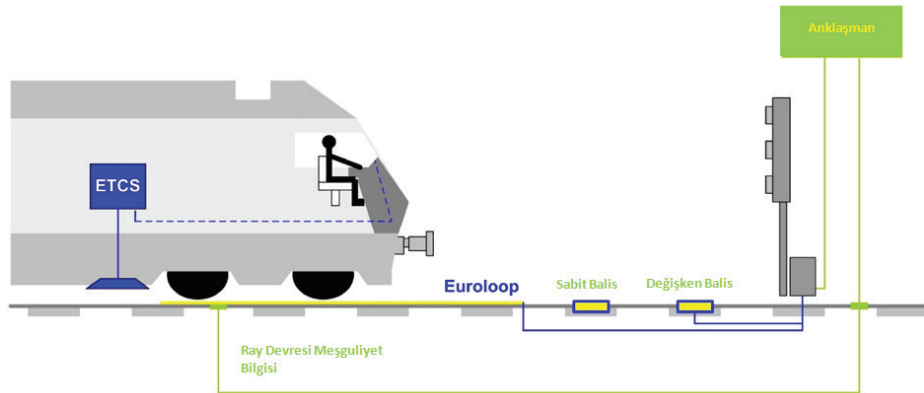 Anklaşman
ETCS
Euroloop
Sabit Balis
Değişken Balis
Ray Devresi Meşguliyet
Bilgisi